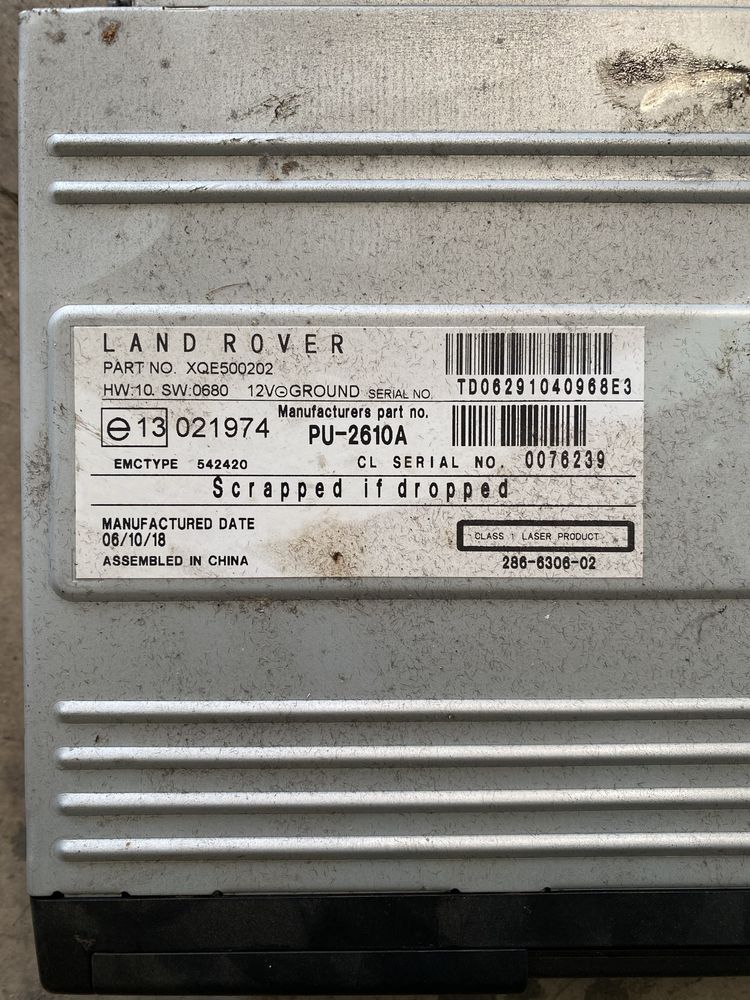 LAND ROVER
PART NO. XQE500202
HW:10. SW:0680 12V⊖GROUND SERIAL NO. TD06291040968E3
e13 021974 Manufacturers part no. PU-2610A
EMCTYPE 542420 CL SERIAL NO. 0076239
Scrapped if dropped
MANUFACTURED DATE
06/10/18
CLASS 1 LASER PRODUCT
ASSEMBLED IN CHINA 286-6306-02